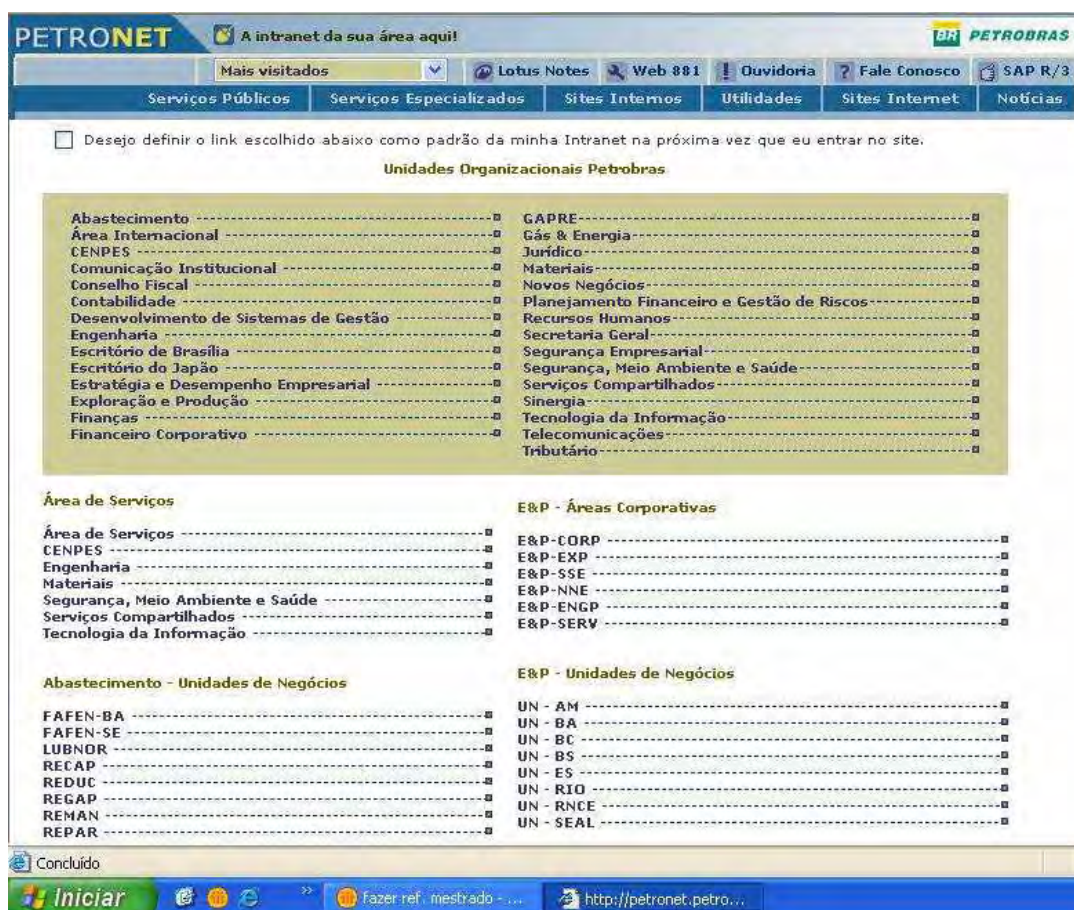 PETRONET A intranet da sua área aqui! BR PETROBRAS
Mais visitados Lotus Notes Web 881 Ouvidoria Fale Conosco SAP R/3
Serviços Públicos Serviços Especializados Sites Internos Utilidades Sites Internet Notícias
Desejo definir o link escolhido abaixo como padrão da minha Intranet na próxima vez que eu entrar no site.
Unidades Organizacionais Petrobras
Abastecimento
Área Internacional
CENPES
Comunicação Institucional
Conselho Fiscal
Contabilidade
Desenvolvimento de Sistemas de Gestão
Engenharia
Escritório de Brasília
Escritório do Japão
Estratégia e Desempenho Empresarial
Exploração e Produção
Finanças
Financeiro Corporativo
GAPRE
Gás & Energia
Jurídico
Materiais
Novos Negócios
Planejamento Financeiro e Gestão de Riscos
Recursos Humanos
Secretaria Geral
Segurança Empresarial
Segurança, Meio Ambiente e Saúde
Serviços Compartilhados
Sinergia
Tecnologia da Informação
Telecomunicações
Tributário
Área de Serviços
Área de Serviços
CENPES
Engenharia
Materiais
Segurança, Meio Ambiente e Saúde
Serviços Compartilhados
Tecnologia da Informação
E&P - Áreas Corporativas
E&P-CORP
E&P-EXP
E&P-SSE
E&P-NNE
E&P-ENGP
E&P-SERV
Abastecimento - Unidades de Negócios
FAFEN-BA
FAFEN-SE
LUBNOR
RECAP
REDUC
REGAP
REMAN
REPAR
E&P - Unidades de Negócios
UN - AM
UN - BA
UN - BC
UN - BS
UN - ES
UN - RIO
UN - RNCE
UN - SEAL
Concluído
Iniciar » Fazer ref. mestrado - ... http://petronet.petro...